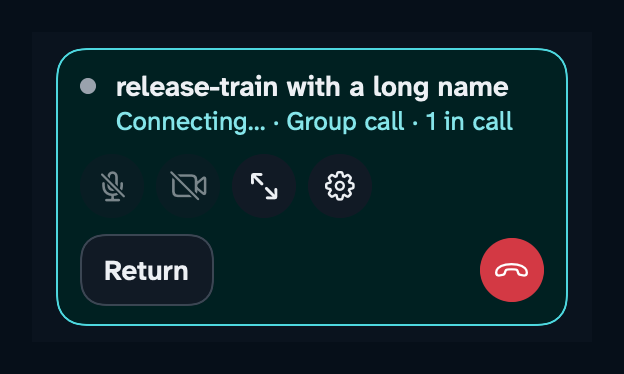 release-train with a long name
Connecting... · Group call · 1 in call
Return